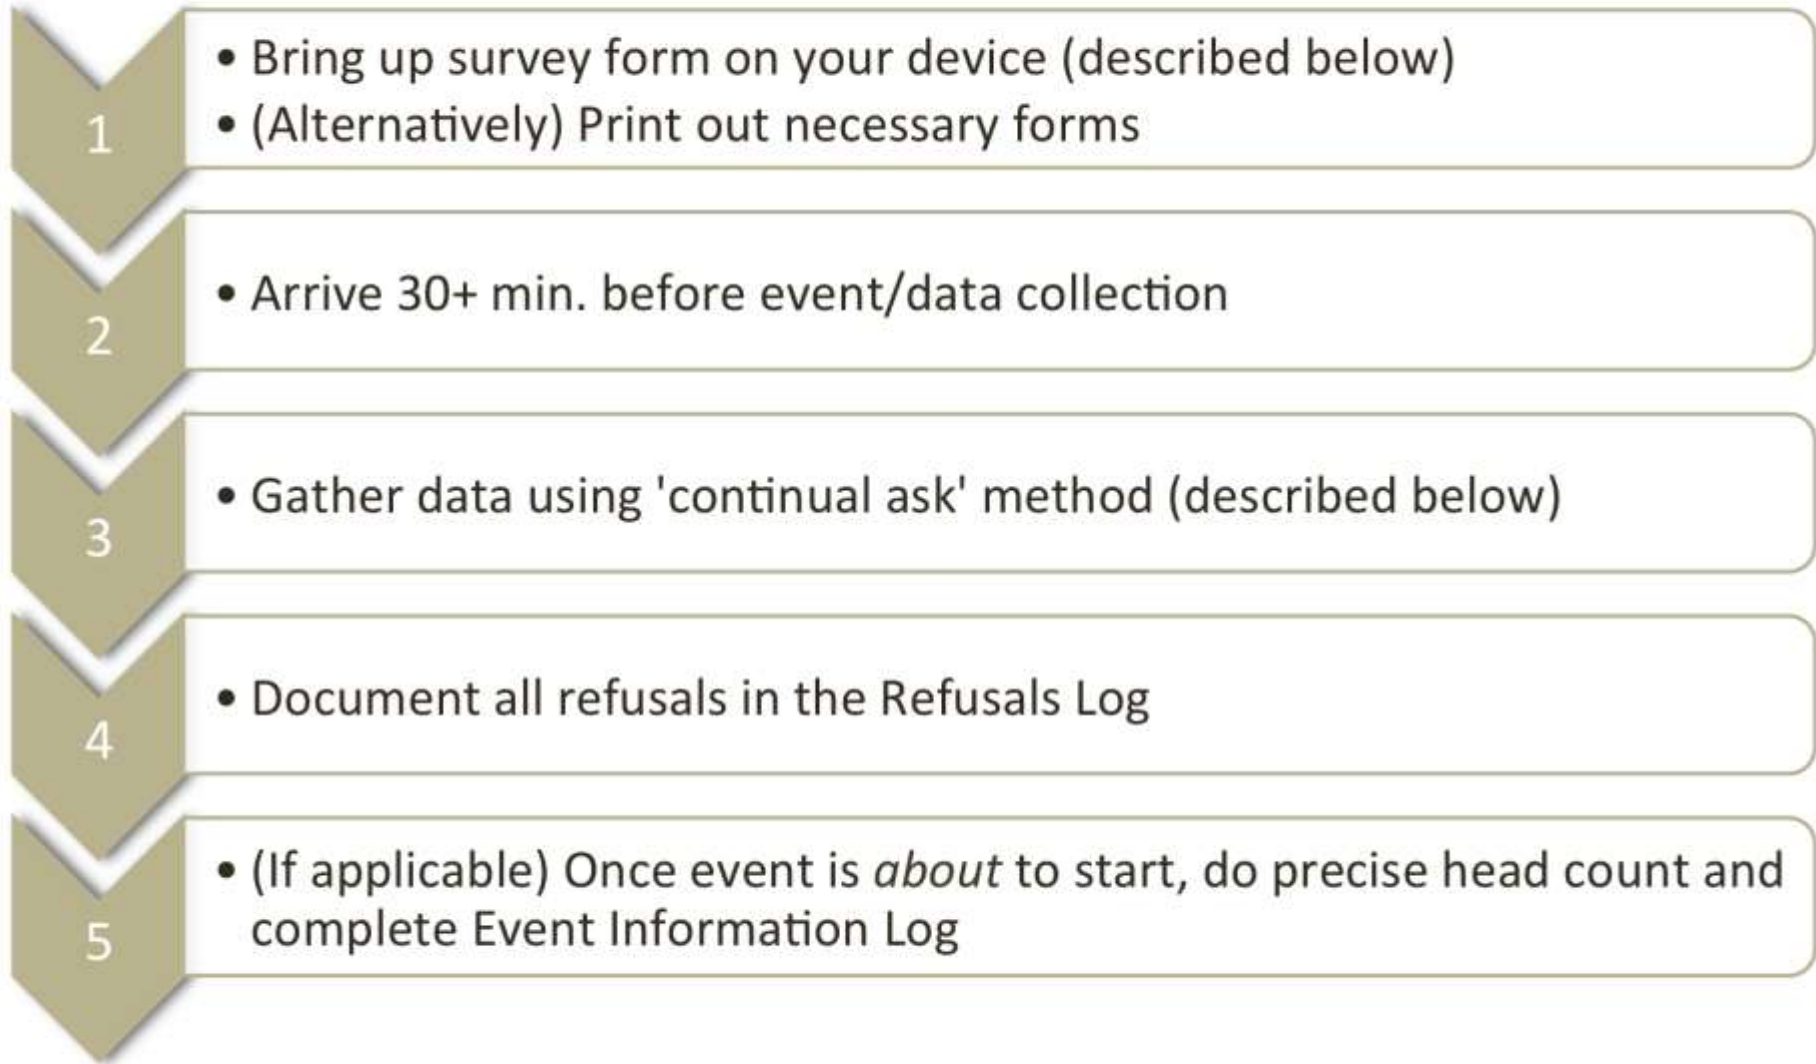 1
• Bring up survey form on your device (described below)
• (Alternatively) Print out necessary forms
2
• Arrive 30+ min. before event/data collection
3
• Gather data using 'continual ask' method (described below)
4
• Document all refusals in the Refusals Log
5
• (If applicable) Once event is about to start, do precise head count and
complete Event Information Log